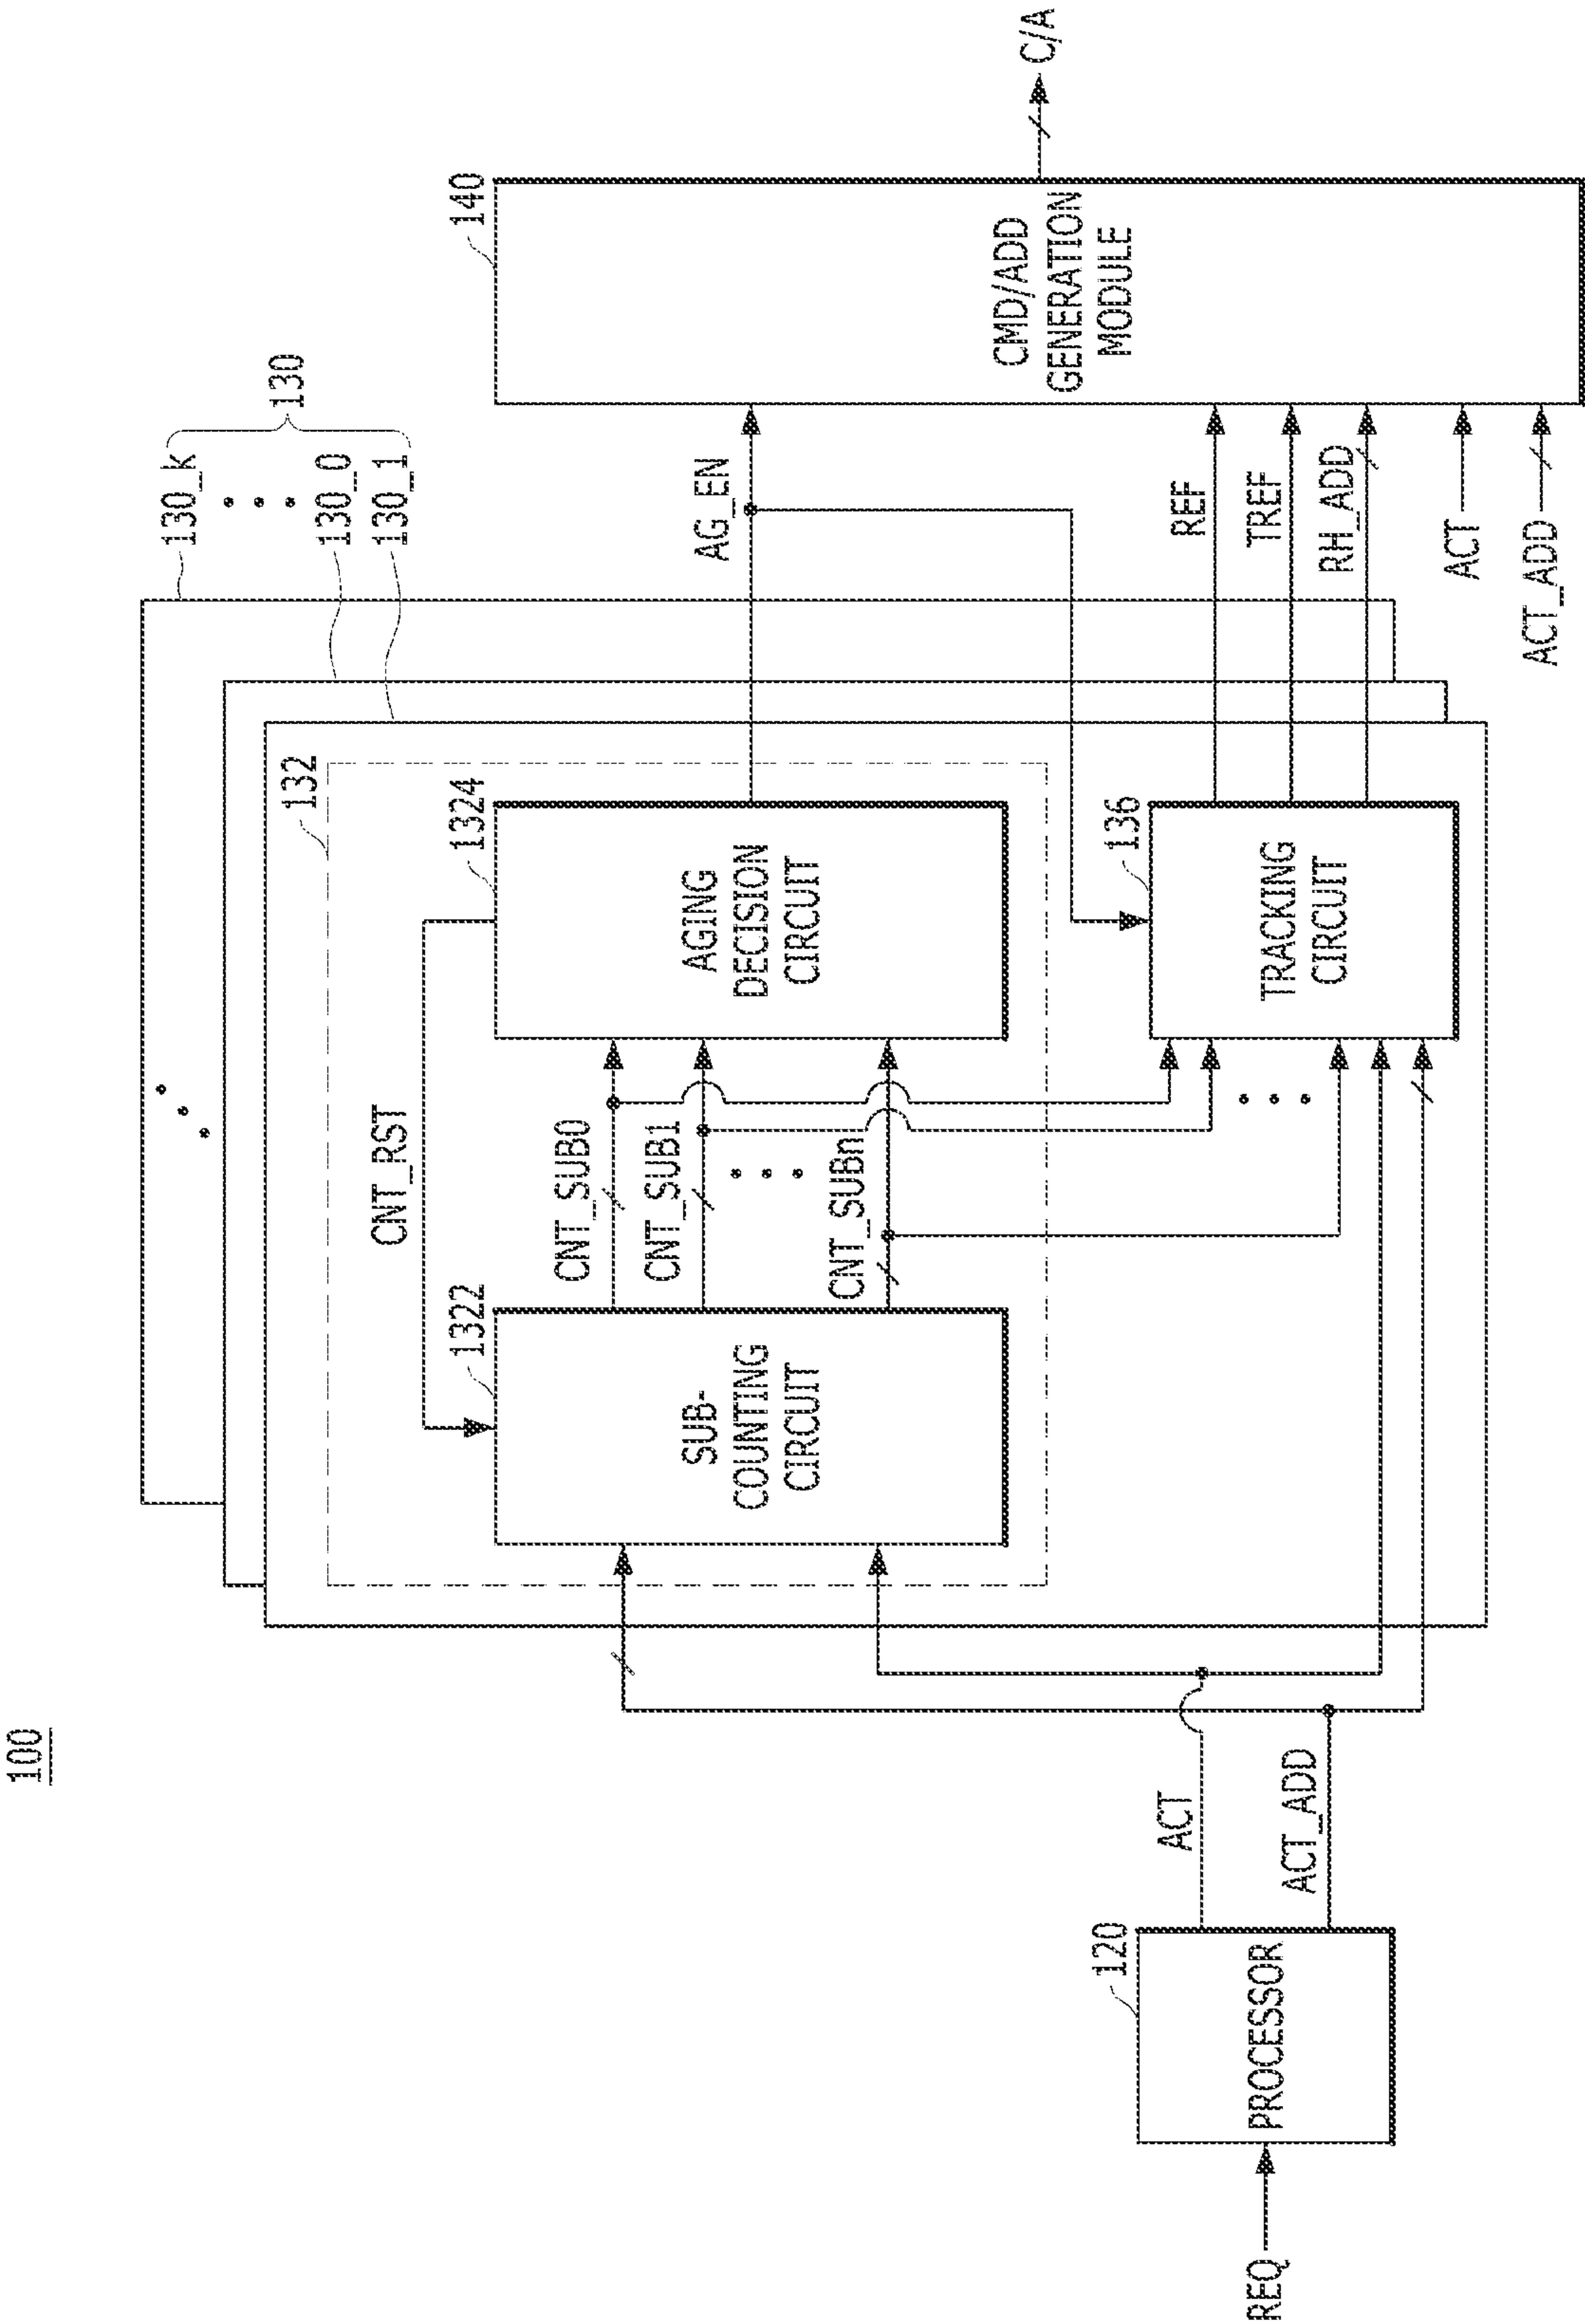 100
130_k
130_0
130_1
130
132
CNT_RST
1322
SUB-
COUNTING
CIRCUIT
CNT_SUB0
CNT_SUB1
CNT_SUBn
1324
AGING
DECISION
CIRCUIT
136
TRACKING
CIRCUIT
AG_EN
REF
TREF
RH_ADD
ACT
ACT_ADD
140
CMD/ADD
GENERATION
MODULE
C/A
REQ
120
PROCESSOR
ACT
ACT_ADD